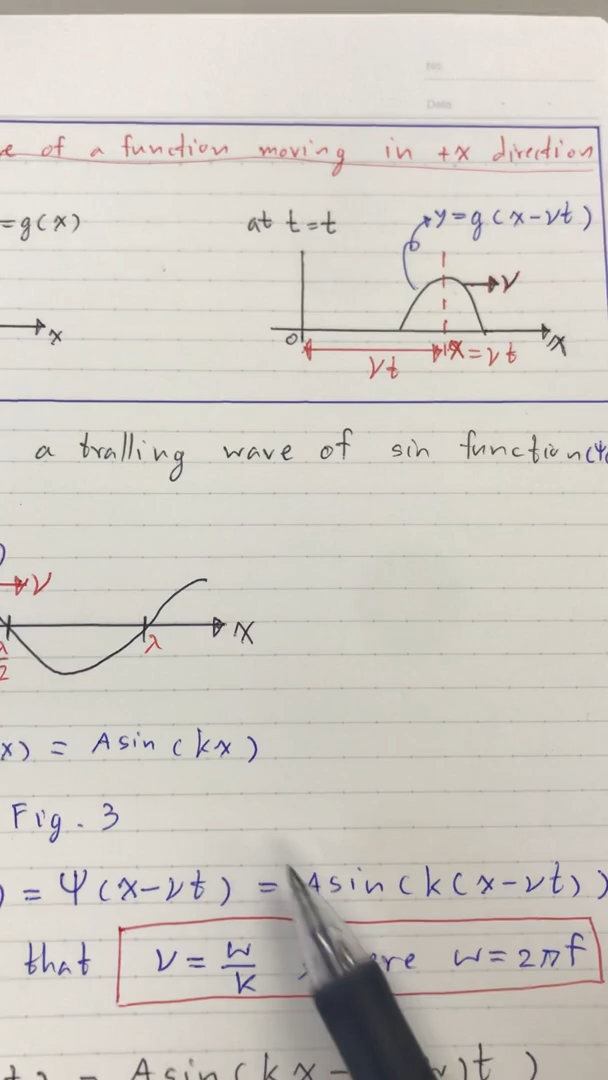 No.
Date
e of a function moving in +x direction
=g(x)
at t=t
y=g(x-vt)
v
x
0
vt
x=vt
x
a tralling wave of sin function(Ψ
)
v
λ/2
λ
x
x) = Asin(kx)
Fig. 3
) = Ψ(x-vt) = Asin(k(x-vt))
that v = w/k , re w = 2πf
) = Asin(kx- )t)